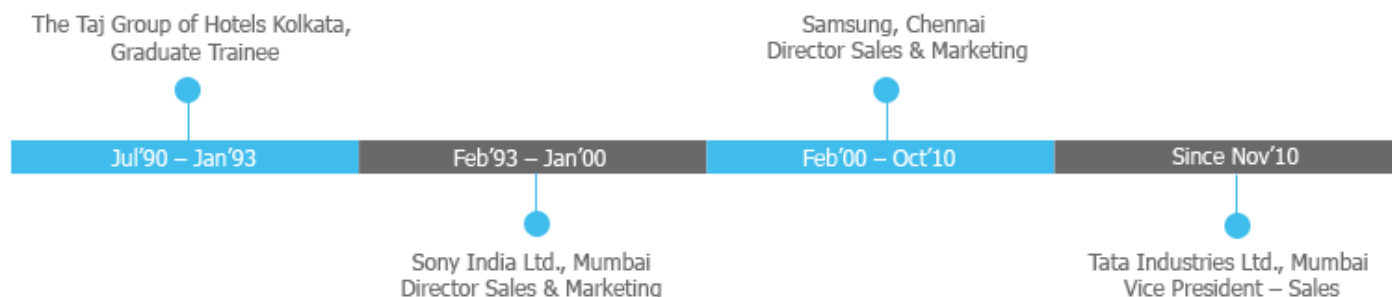 The Taj Group of Hotels Kolkata,
Graduate Trainee
Samsung, Chennai
Director Sales & Marketing
Jul'90 – Jan'93
Feb'93 – Jan'00
Feb'00 – Oct'10
Since Nov'10
Sony India Ltd., Mumbai
Director Sales & Marketing
Tata Industries Ltd., Mumbai
Vice President – Sales